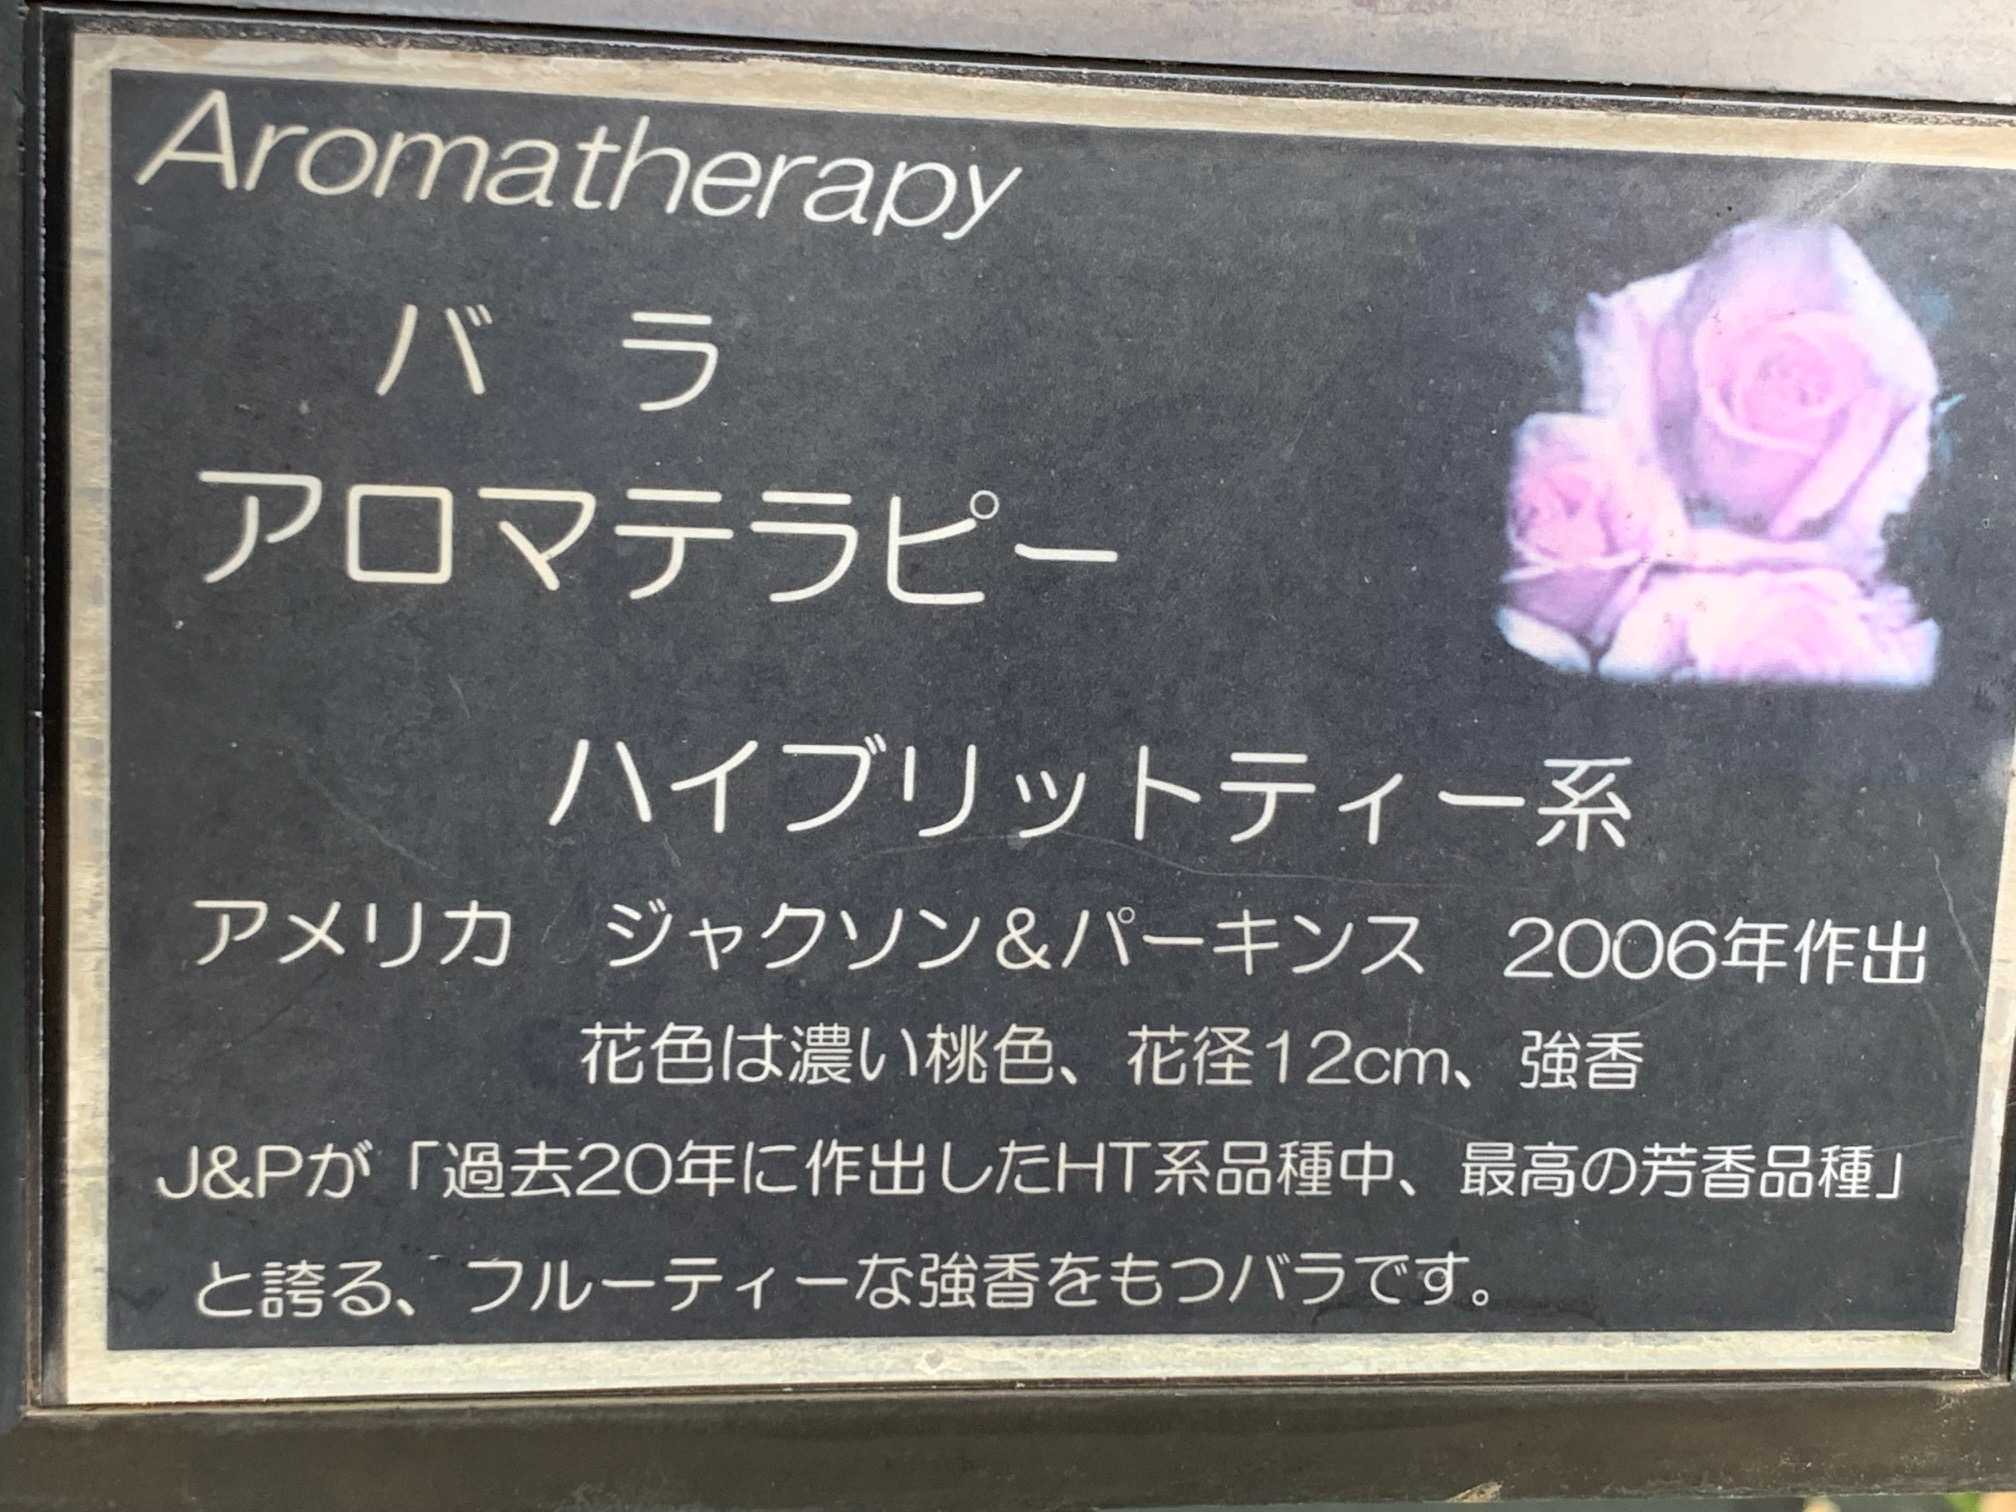 Aromatherapy
バ　ラ
アロマテラピー
ハイブリットティー系
アメリカ　ジャクソン＆パーキンス　2006年作出
花色は濃い桃色、花径12cm、強香
J&Pが「過去20年に作出したHT系品種中、最高の芳香品種」
と誇る、フルーティーな強香をもつバラです。